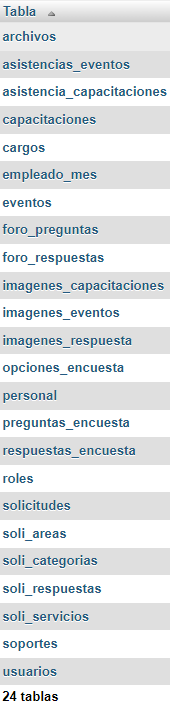 Tabla
archivos
asistencias_eventos
asistencia_capacitaciones
capacitaciones
cargos
empleado_mes
eventos
foro_preguntas
foro_respuestas
imagenes_capacitaciones
imagenes_eventos
imagenes_respuesta
opciones_encuesta
personal
preguntas_encuesta
respuestas_encuesta
roles
solicitudes
soli_areas
soli_categorias
soli_respuestas
soli_servicios
soportes
usuarios
24 tablas